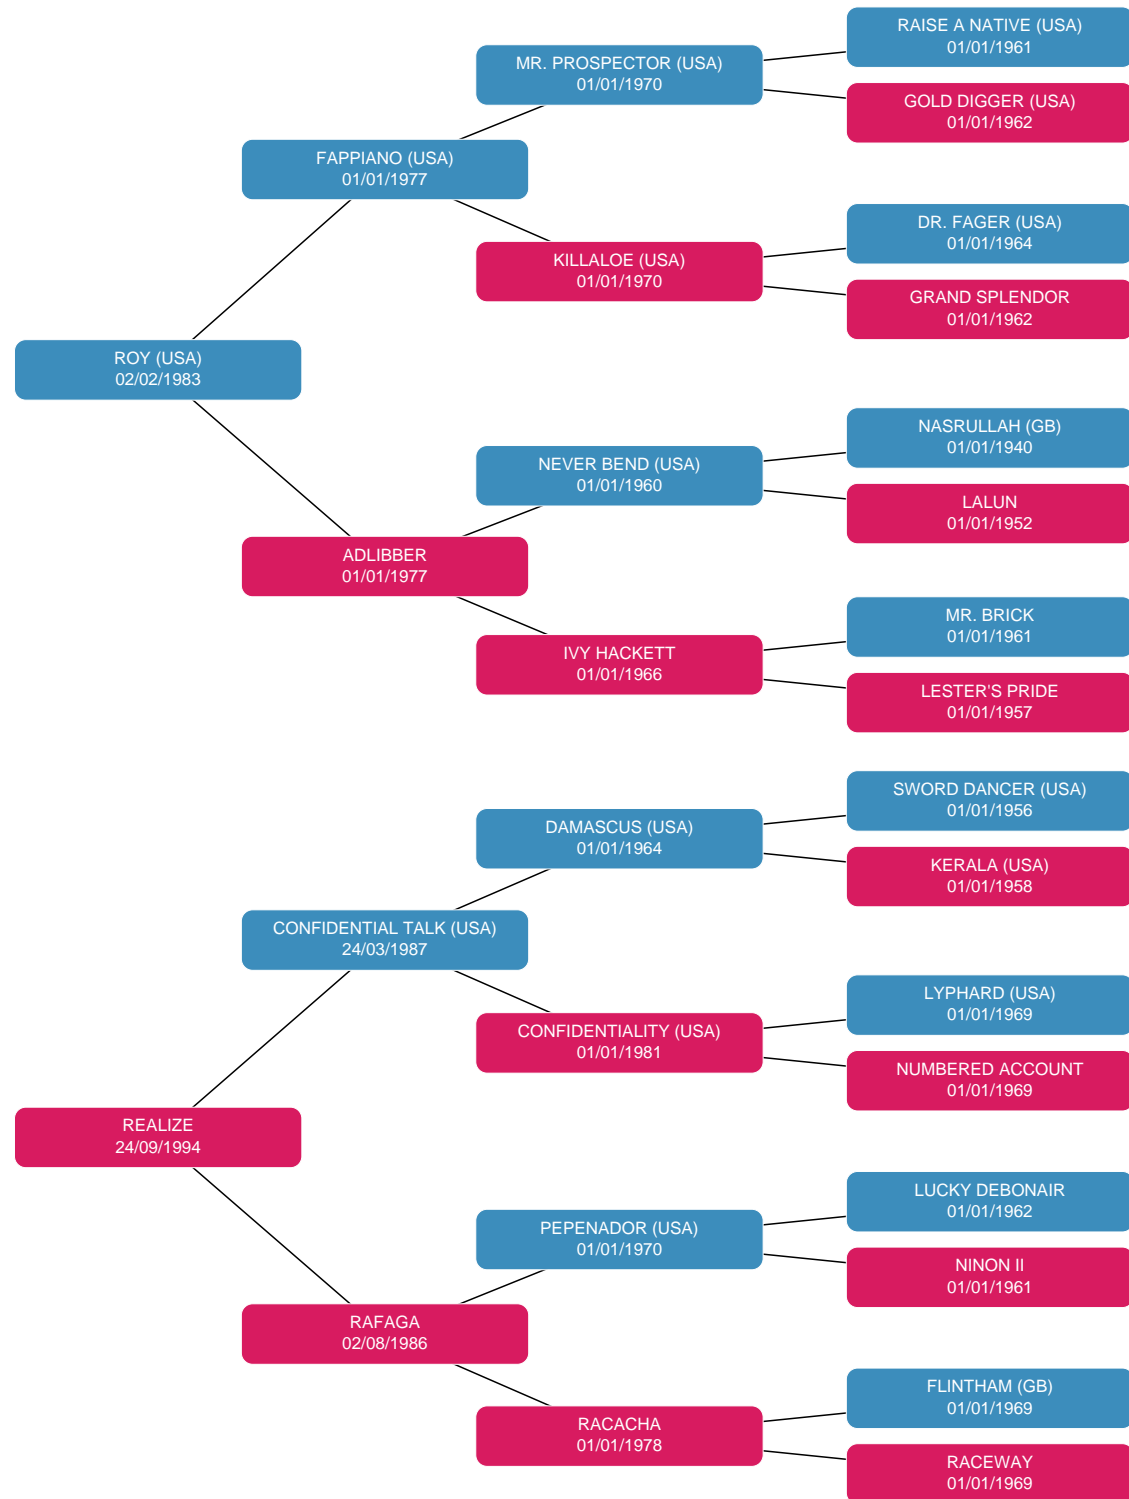 RAISE A NATIVE (USA)
01/01/1961
MR. PROSPECTOR (USA)
01/01/1970
GOLD DIGGER (USA)
01/01/1962
FAPPIANO (USA)
01/01/1977
DR. FAGER (USA)
01/01/1964
KILLALOE (USA)
01/01/1970
GRAND SPLENDOR
01/01/1962
ROY (USA)
02/02/1983
NASRULLAH (GB)
01/01/1940
NEVER BEND (USA)
01/01/1960
LALUN
01/01/1952
ADLIBBER
01/01/1977
MR. BRICK
01/01/1961
IVY HACKETT
01/01/1966
LESTER'S PRIDE
01/01/1957
SWORD DANCER (USA)
01/01/1956
DAMASCUS (USA)
01/01/1964
KERALA (USA)
01/01/1958
CONFIDENTIAL TALK (USA)
24/03/1987
LYPHARD (USA)
01/01/1969
CONFIDENTIALITY (USA)
01/01/1981
NUMBERED ACCOUNT
01/01/1969
REALIZE
24/09/1994
LUCKY DEBONAIR
01/01/1962
PEPENADOR (USA)
01/01/1970
NINON II
01/01/1961
RAFAGA
02/08/1986
FLINTHAM (GB)
01/01/1969
RACACHA
01/01/1978
RACEWAY
01/01/1969